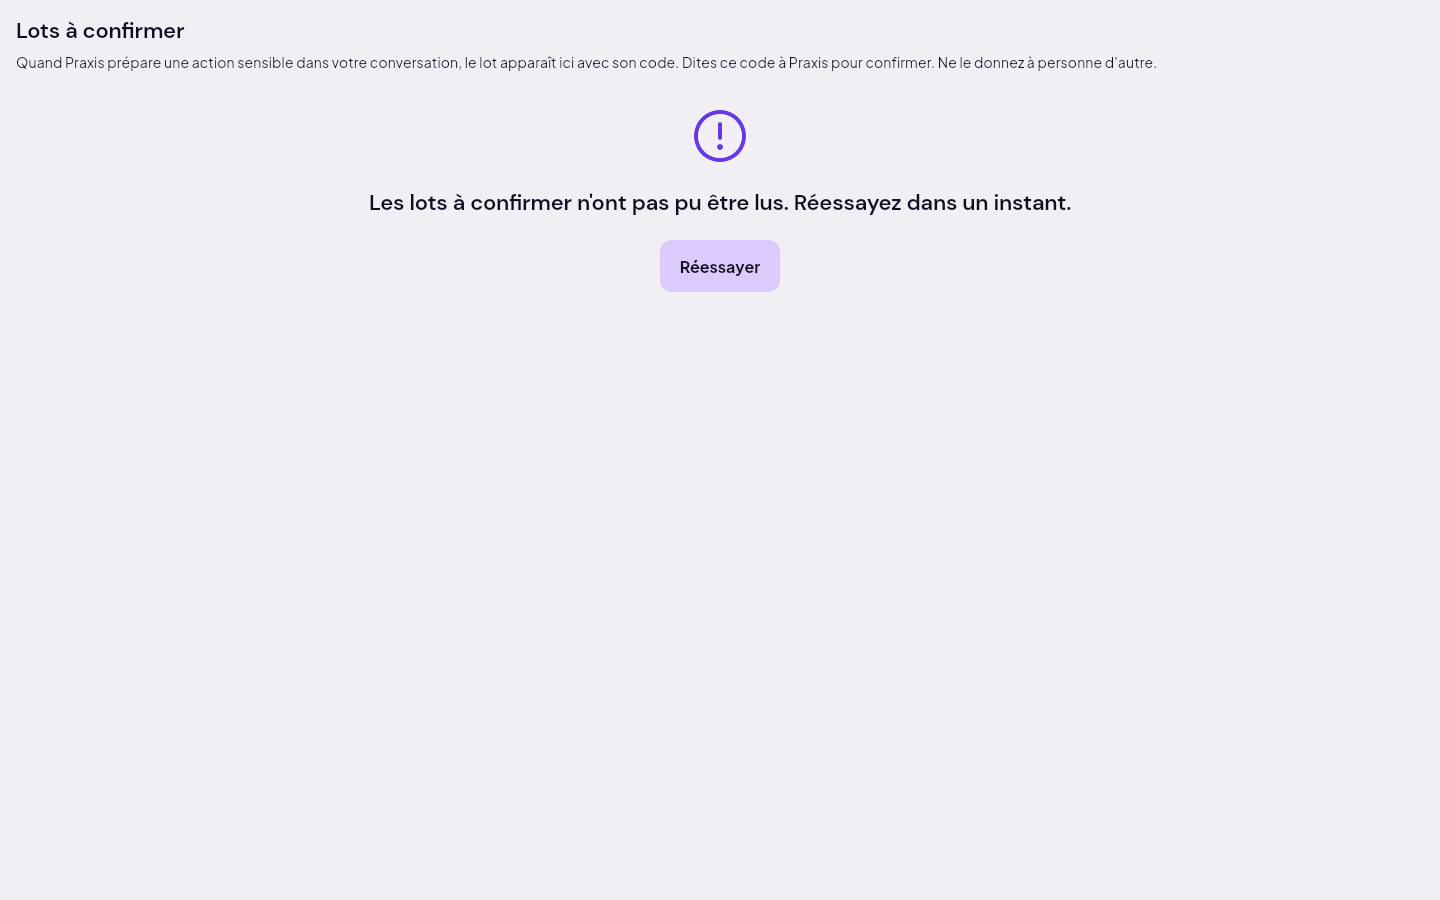 Lots à confirmer
Quand Praxis prépare une action sensible dans votre conversation, le lot apparaît ici avec son code. Dites ce code à Praxis pour confirmer. Ne le donnez à personne d'autre.
Les lots à confirmer n'ont pas pu être lus. Réessayez dans un instant.
Réessayer